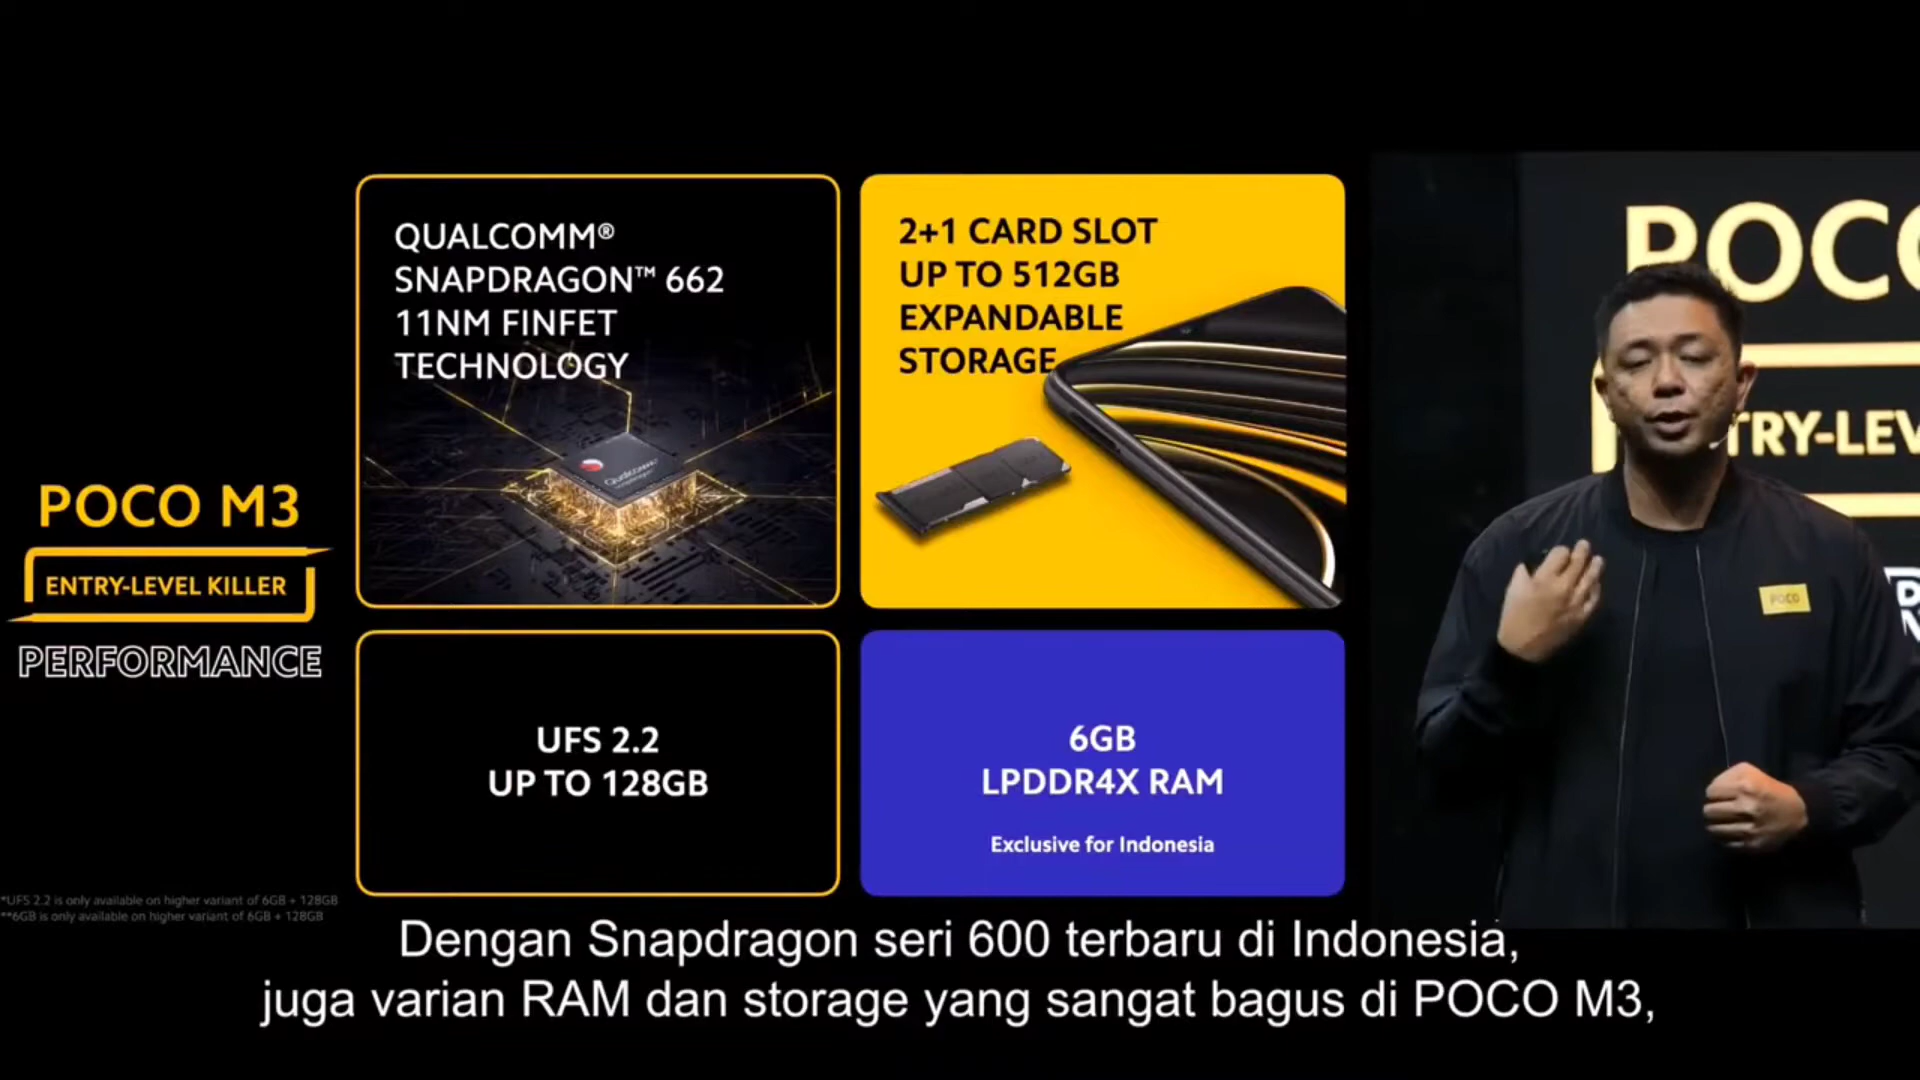 POCO M3
ENTRY-LEVEL KILLER
PERFORMANCE
QUALCOMM®
SNAPDRAGON™ 662
11NM FINFET
TECHNOLOGY
Qualcomm
2+1 CARD SLOT
UP TO 512GB
EXPANDABLE
STORAGE
UFS 2.2
UP TO 128GB
6GB
LPDDR4X RAM
Exclusive for Indonesia
*UFS 2.2 is only available on higher variant of 6GB + 128GB
**6GB is only available on higher variant of 6GB + 128GB
POCO
Dengan Snapdragon seri 600 terbaru di Indonesia,
juga varian RAM dan storage yang sangat bagus di POCO M3,